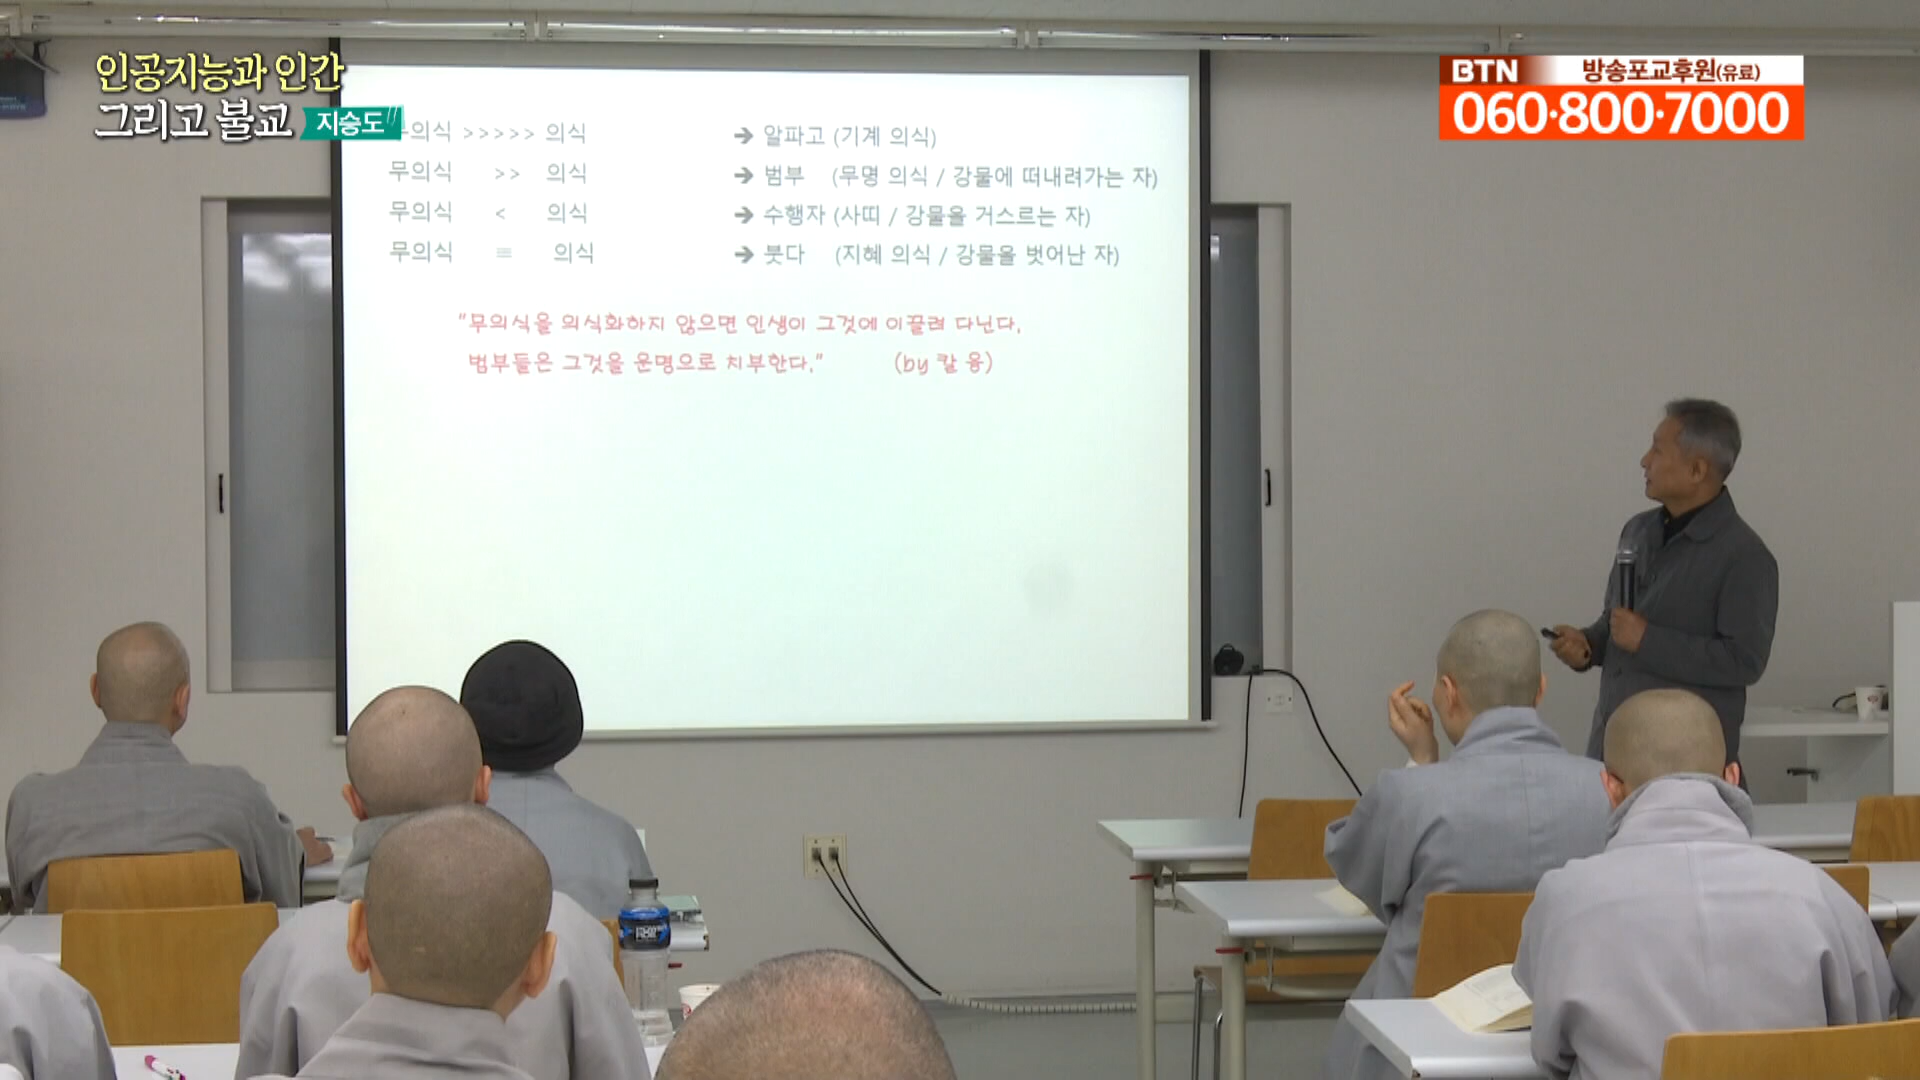 인공지능과 인간
그리고 불교 지승도
BTN 방송포교후원(유료)
060·800·7000
의식 >>>>> 의식 → 알파고 (기계 의식)
무의식 >> 의식 → 범부 (무명 의식 / 강물에 떠내려가는 자)
무의식 < 의식 → 수행자 (사띠 / 강물을 거스르는 자)
무의식 ≡ 의식 → 붓다 (지혜 의식 / 강물을 벗어난 자)
"무의식을 의식화하지 않으면 인생이 그것에 이끌려 다닌다.
범부들은 그것을 운명으로 치부한다." (by 칼 융)